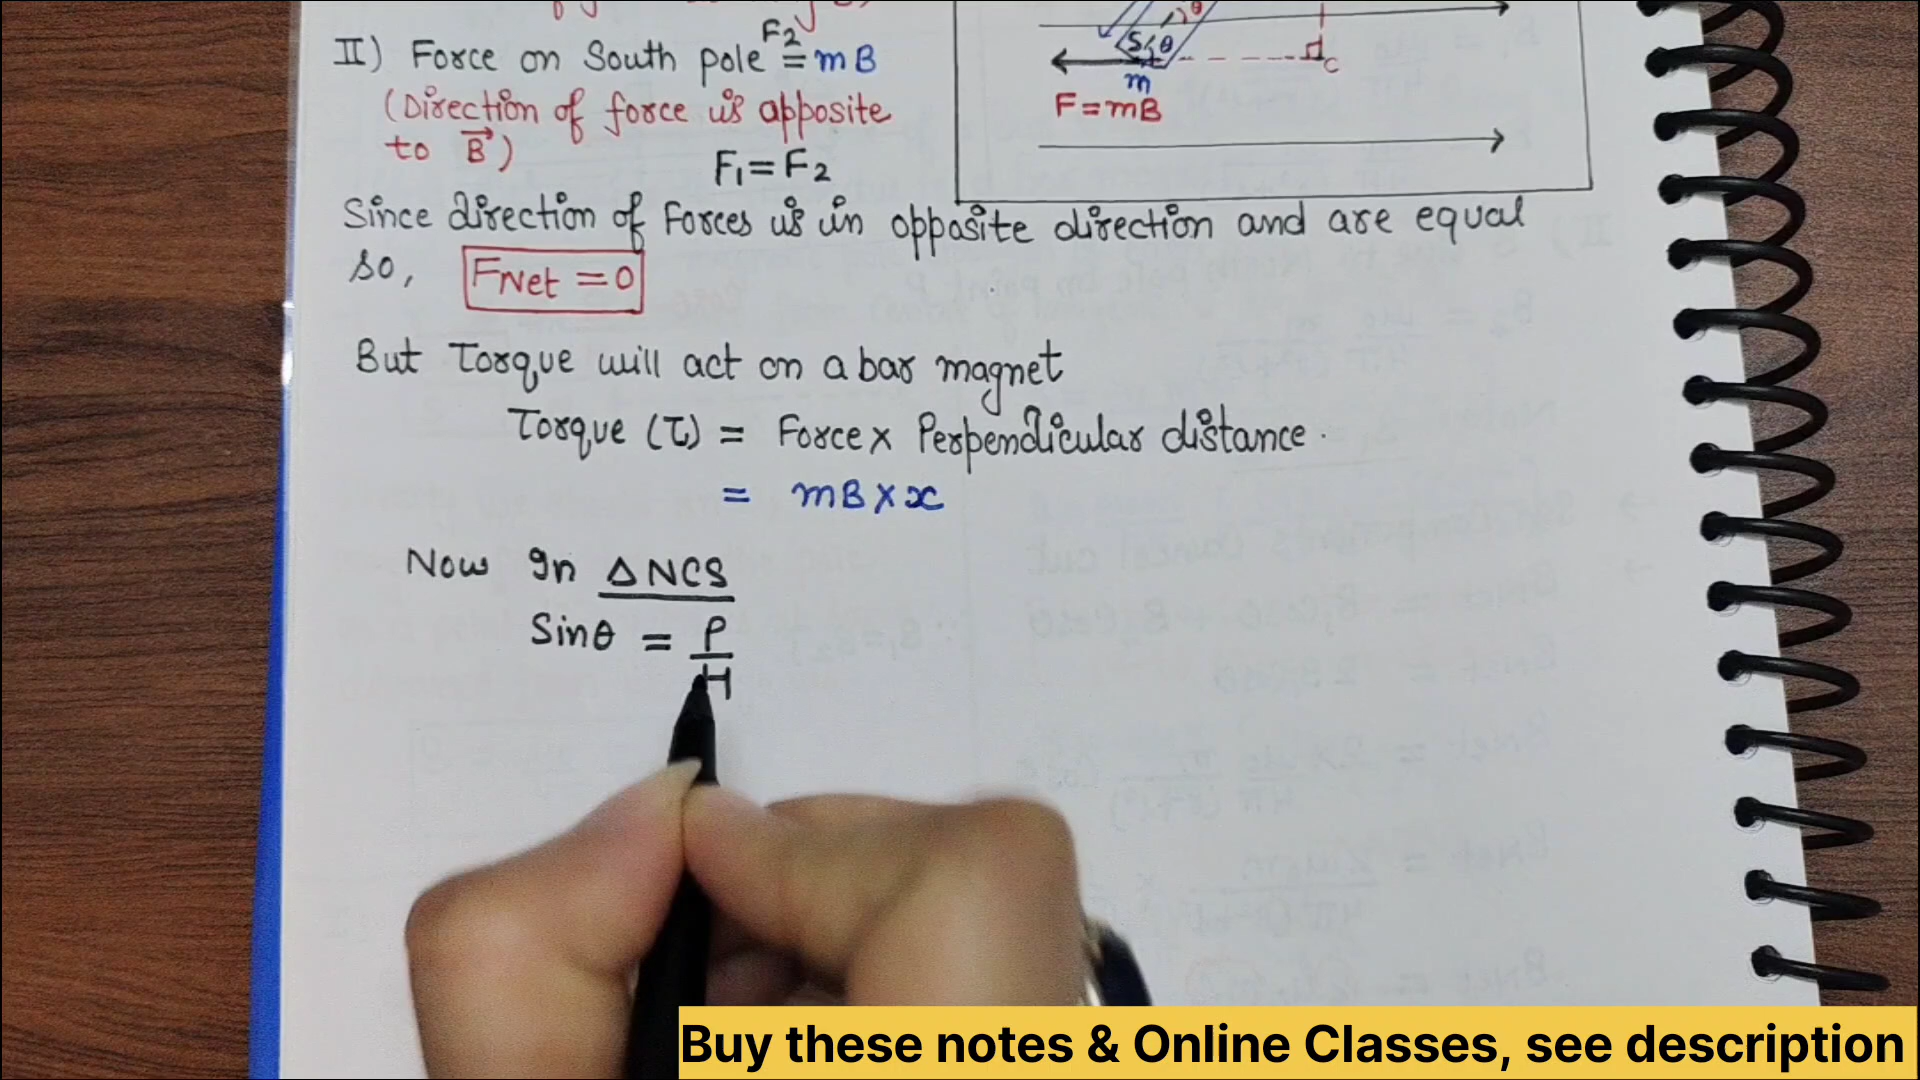 II) Force on South pole F2 = mB
(Direction of force is opposite
to B⃗)
F1 = F2
Since direction of Forces is in opposite direction and are equal
so, FNet = 0
But Torque will act on a bar magnet
Torque (τ) = Force × Perpendicular distance.
= mB × x
Now In ΔNCS
Sinθ = P
H
θ
S θ
C
m
F = mB
Buy these notes & Online Classes, see description